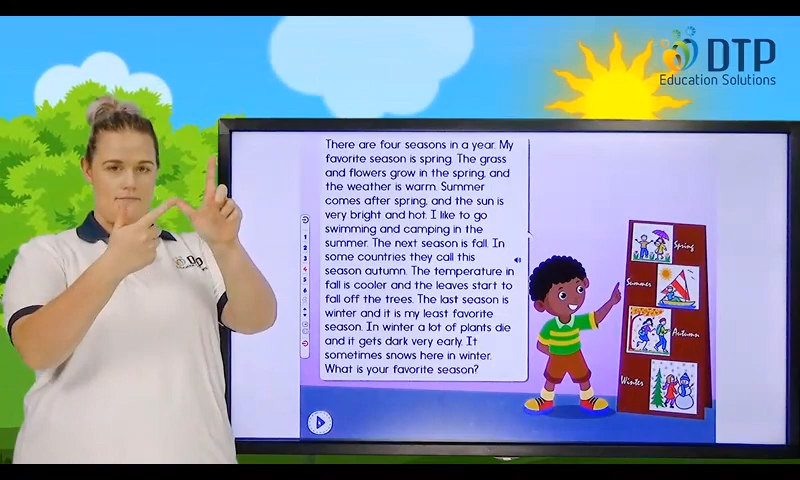 DTP
Education Solutions
There are four seasons in a year. My
favorite season is spring. The grass
and flowers grow in the spring, and
the weather is warm. Summer
comes after spring, and the sun is
very bright and hot. I like to go
swimming and camping in the
summer. The next season is fall. In
some countries they call this
season autumn. The temperature in
fall is cooler and the leaves start to
fall off the trees. The last season is
winter and it is my least favorite
season. In winter a lot of plants die
and it gets dark very early. It
sometimes snows here in winter.
What is your favorite season?
1
2
3
4
5
6
Spring
Summer
Autumn
Winter